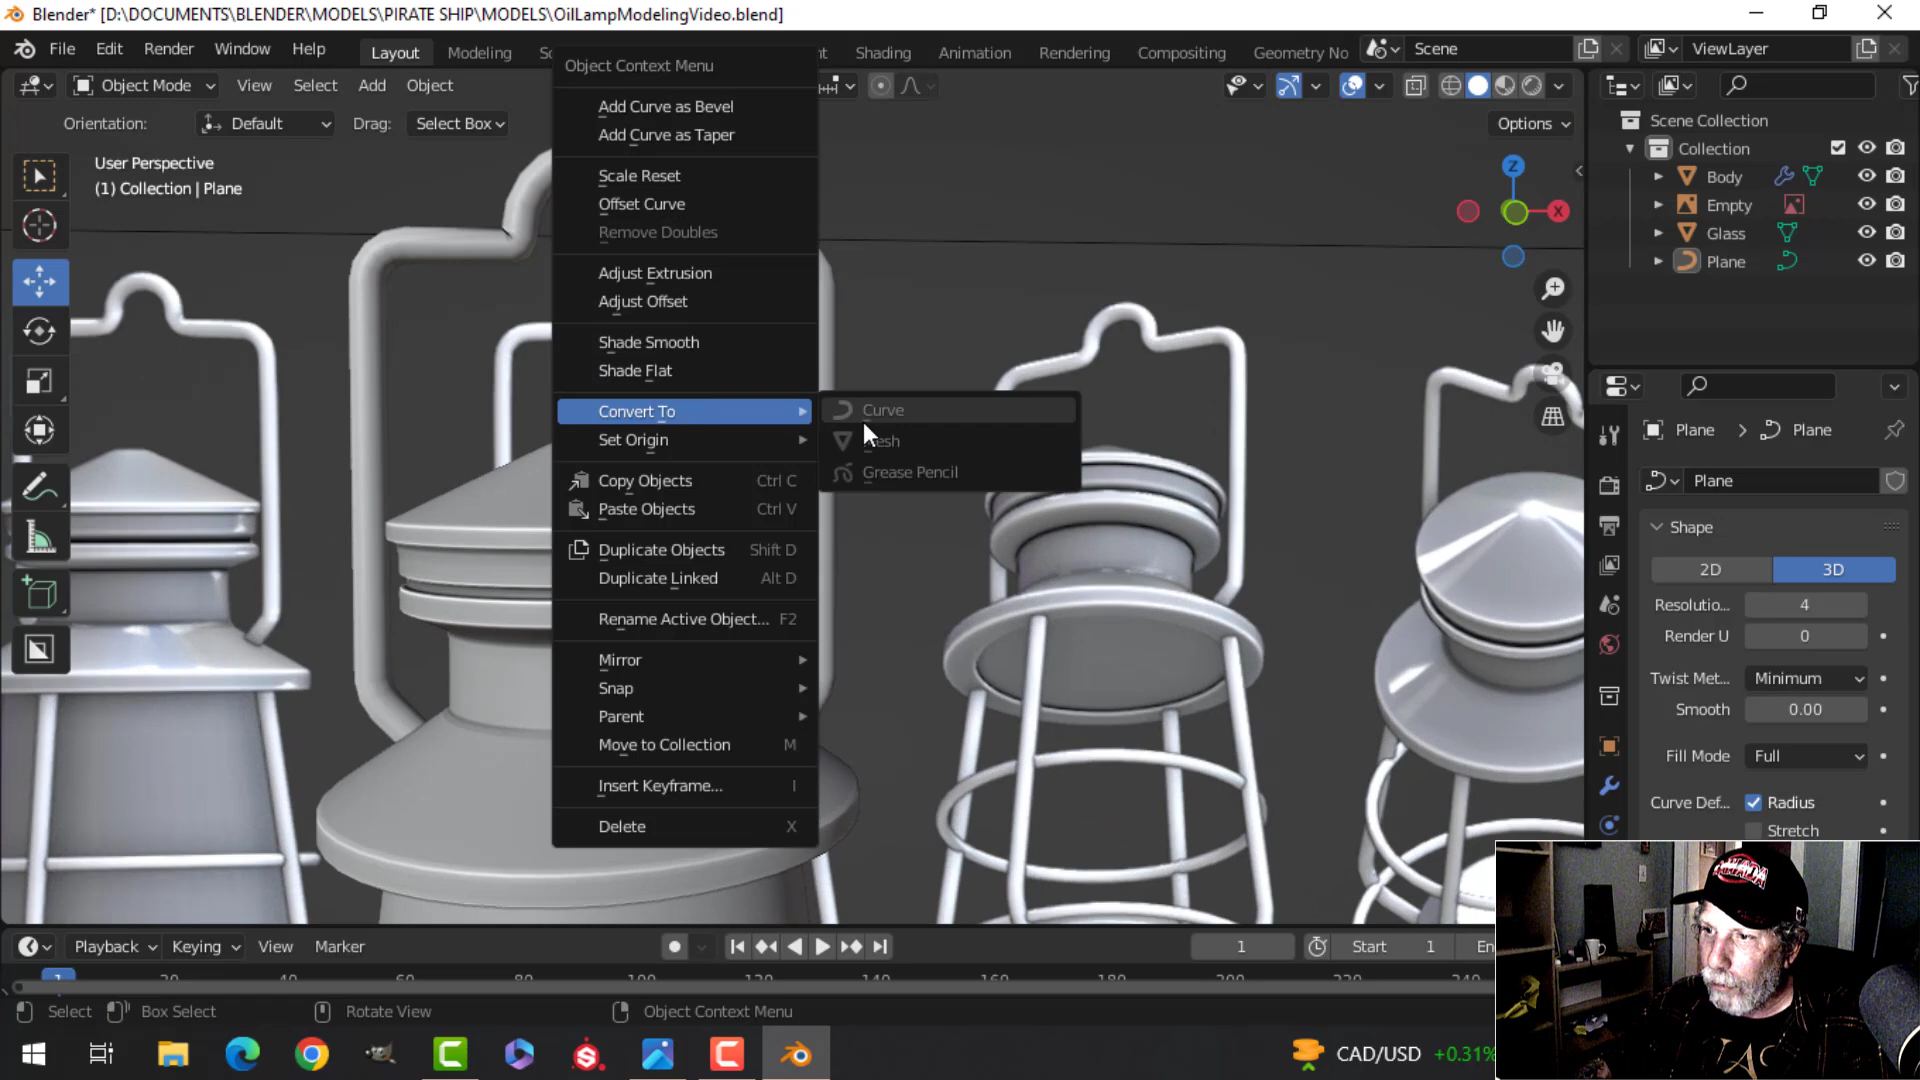 Blender* [D:\DOCUMENTS\BLENDER\MODELS\PIRATE SHIP\MODELS\OilLampModelingVideo.blend]
File Edit Render Window Help Layout Modeling Shading Animation Rendering Compositing Geometry No Scene ViewLayer
Object Mode View Select Add Object
Orientation: Default Drag: Select Box Options
User Perspective
(1) Collection | Plane
Object Context Menu
Add Curve as Bevel
Add Curve as Taper
Scale Reset
Offset Curve
Remove Doubles
Adjust Extrusion
Adjust Offset
Shade Smooth
Shade Flat
Convert To
Set Origin
Copy Objects Ctrl C
Paste Objects Ctrl V
Duplicate Objects Shift D
Duplicate Linked Alt D
Rename Active Object... F2
Mirror
Snap
Parent
Move to Collection M
Insert Keyframe... I
Delete X
Curve
Grease Pencil
Z
X
Scene Collection
Collection
Body
Empty
Glass
Plane
Plane Plane
Plane
Shape
2D 3D
Resolutio... 4
Render U 0
Twist Met... Minimum
Smooth 0.00
Fill Mode Full
Curve Def... Radius
Stretch
Playback Keying View Marker 1 Start 1
Select Box Select Rotate View Object Context Menu
CAD/USD +0.31%